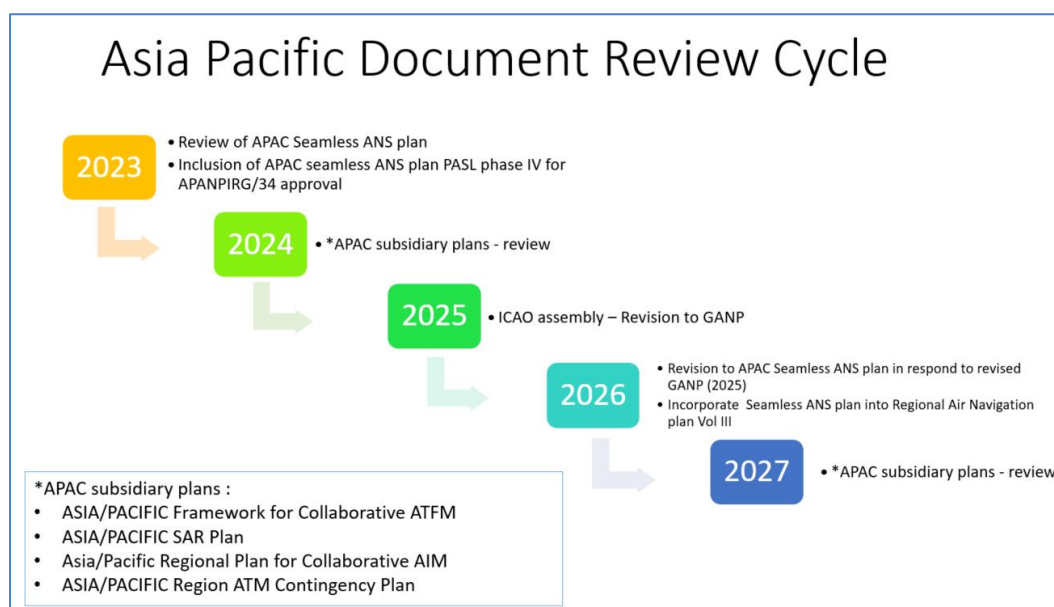 Asia Pacific Document Review Cycle
2023
• Review of APAC Seamless ANS plan
• Inclusion of APAC seamless ANS plan PASL phase IV for
APANPIRG/34 approval
2024
• *APAC subsidiary plans - review
2025
• ICAO assembly – Revision to GANP
2026
• Revision to APAC Seamless ANS plan in respond to revised
GANP (2025)
• Incorporate Seamless ANS plan into Regional Air Navigation
plan Vol III
2027
• *APAC subsidiary plans - review
*APAC subsidiary plans :
• ASIA/PACIFIC Framework for Collaborative ATFM
• ASIA/PACIFIC SAR Plan
• Asia/Pacific Regional Plan for Collaborative AIM
• ASIA/PACIFIC Region ATM Contingency Plan